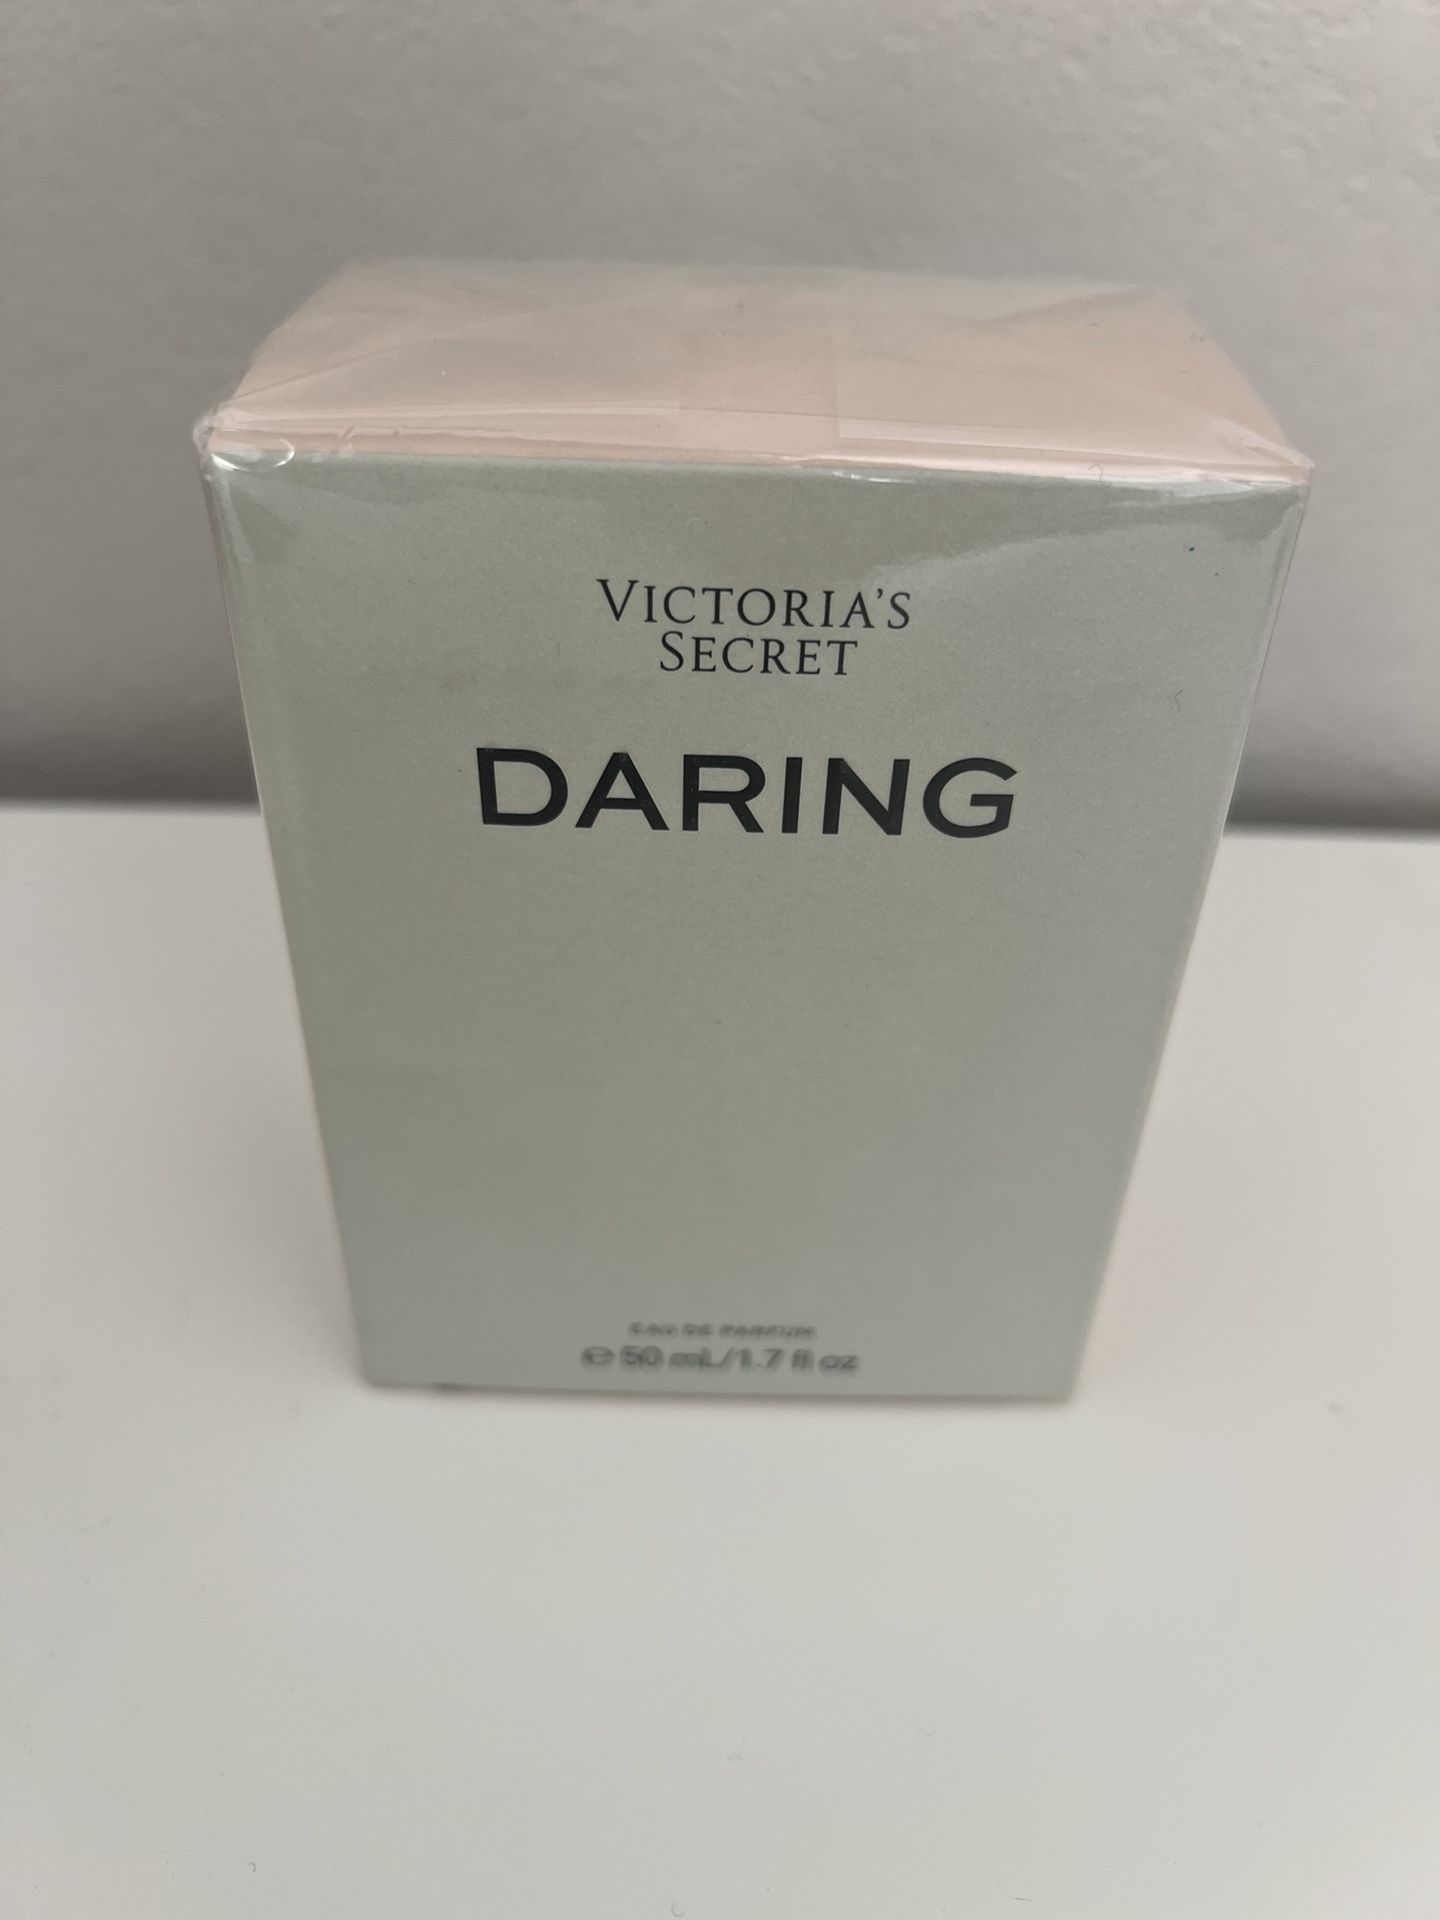 VICTORIA'S
SECRET
DARING
EAU DE PARFUM
℮ 50 mL/1.7 fl oz